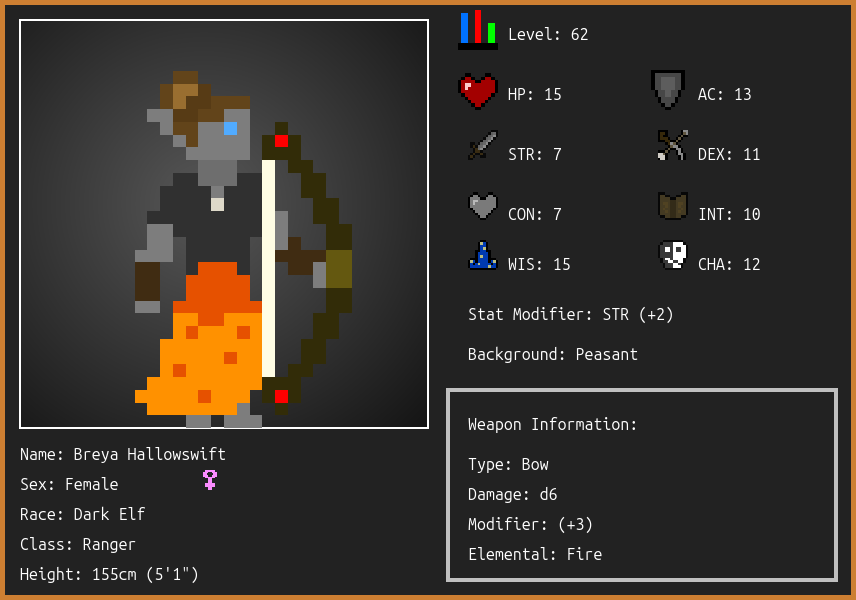 Level: 62
HP: 15
AC: 13
STR: 7
DEX: 11
CON: 7
INT: 10
WIS: 15
CHA: 12
Stat Modifier: STR (+2)
Background: Peasant
Weapon Information:
Type: Bow
Damage: d6
Modifier: (+3)
Elemental: Fire
Name: Breya Hallowswift
Sex: Female
Race: Dark Elf
Class: Ranger
Height: 155cm (5'1")